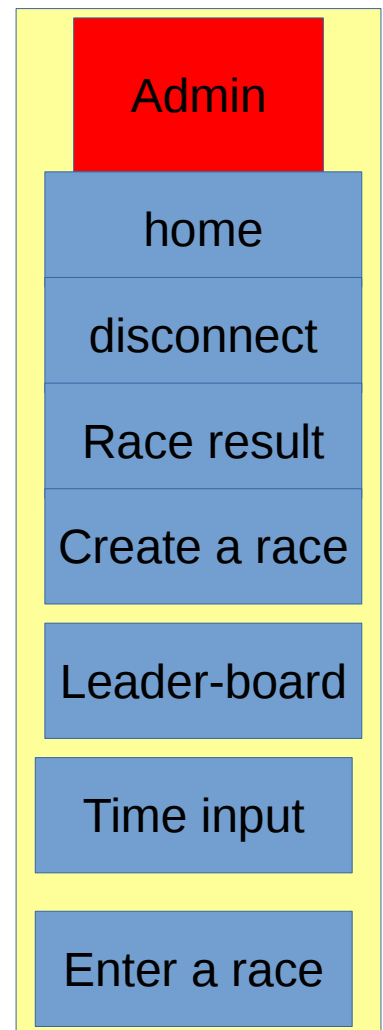 Admin
home
disconnect
Race result
Create a race
Leader-board
Time input
Enter a race